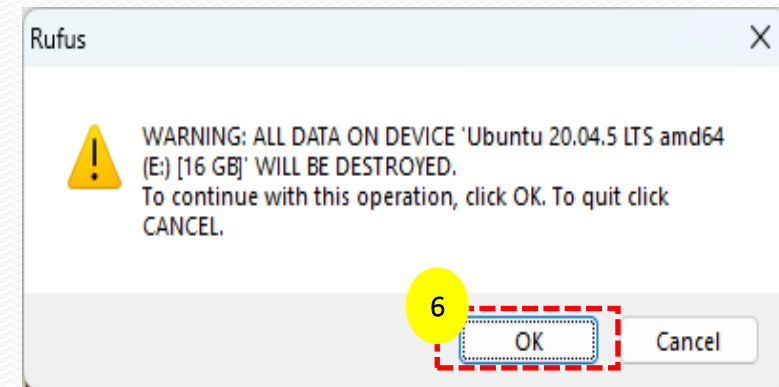 Rufus
WARNING: ALL DATA ON DEVICE 'Ubuntu 20.04.5 LTS amd64
(E:) [16 GB]' WILL BE DESTROYED.
To continue with this operation, click OK. To quit click
CANCEL.
6
OK
Cancel